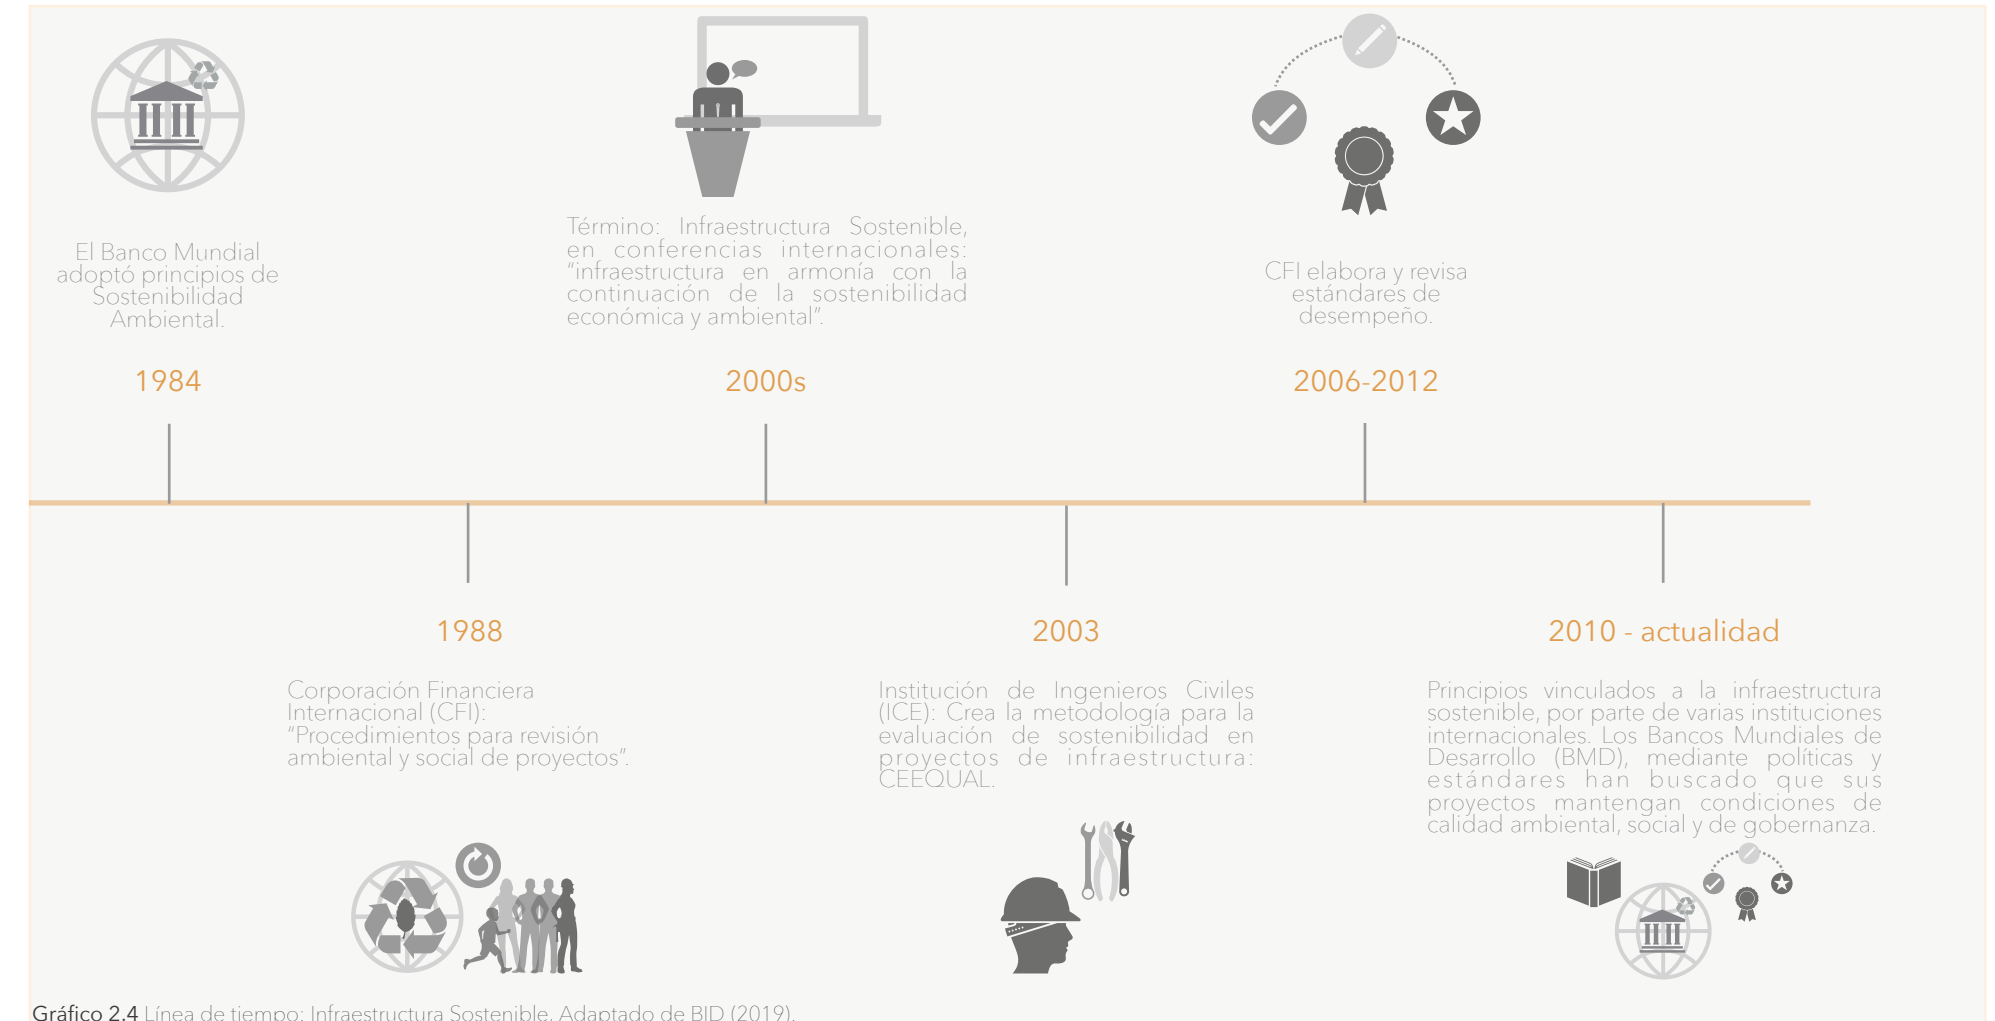 El Banco Mundial
adoptó principios de
Sostenibilidad
Ambiental.
1984
Término: Infraestructura Sostenible,
en conferencias internacionales:
"infraestructura en armonía con la
continuación de la sostenibilidad
económica y ambiental".
2000s
CFI elabora y revisa
estándares de
desempeño.
2006-2012
1988
Corporación Financiera
Internacional (CFI):
"Procedimientos para revisión
ambiental y social de proyectos".
2003
Institución de Ingenieros Civiles
(ICE): Crea la metodología para la
evaluación de sostenibilidad en
proyectos de infraestructura:
CEEQUAL.
2010 - actualidad
Principios vinculados a la infraestructura
sostenible, por parte de varias instituciones
internacionales. Los Bancos Mundiales de
Desarrollo (BMD), mediante políticas y
estándares han buscado que sus
proyectos mantengan condiciones de
calidad ambiental, social y de gobernanza.
Gráfico 2.4 Línea de tiempo: Infraestructura Sostenible. Adaptado de BID (2019).